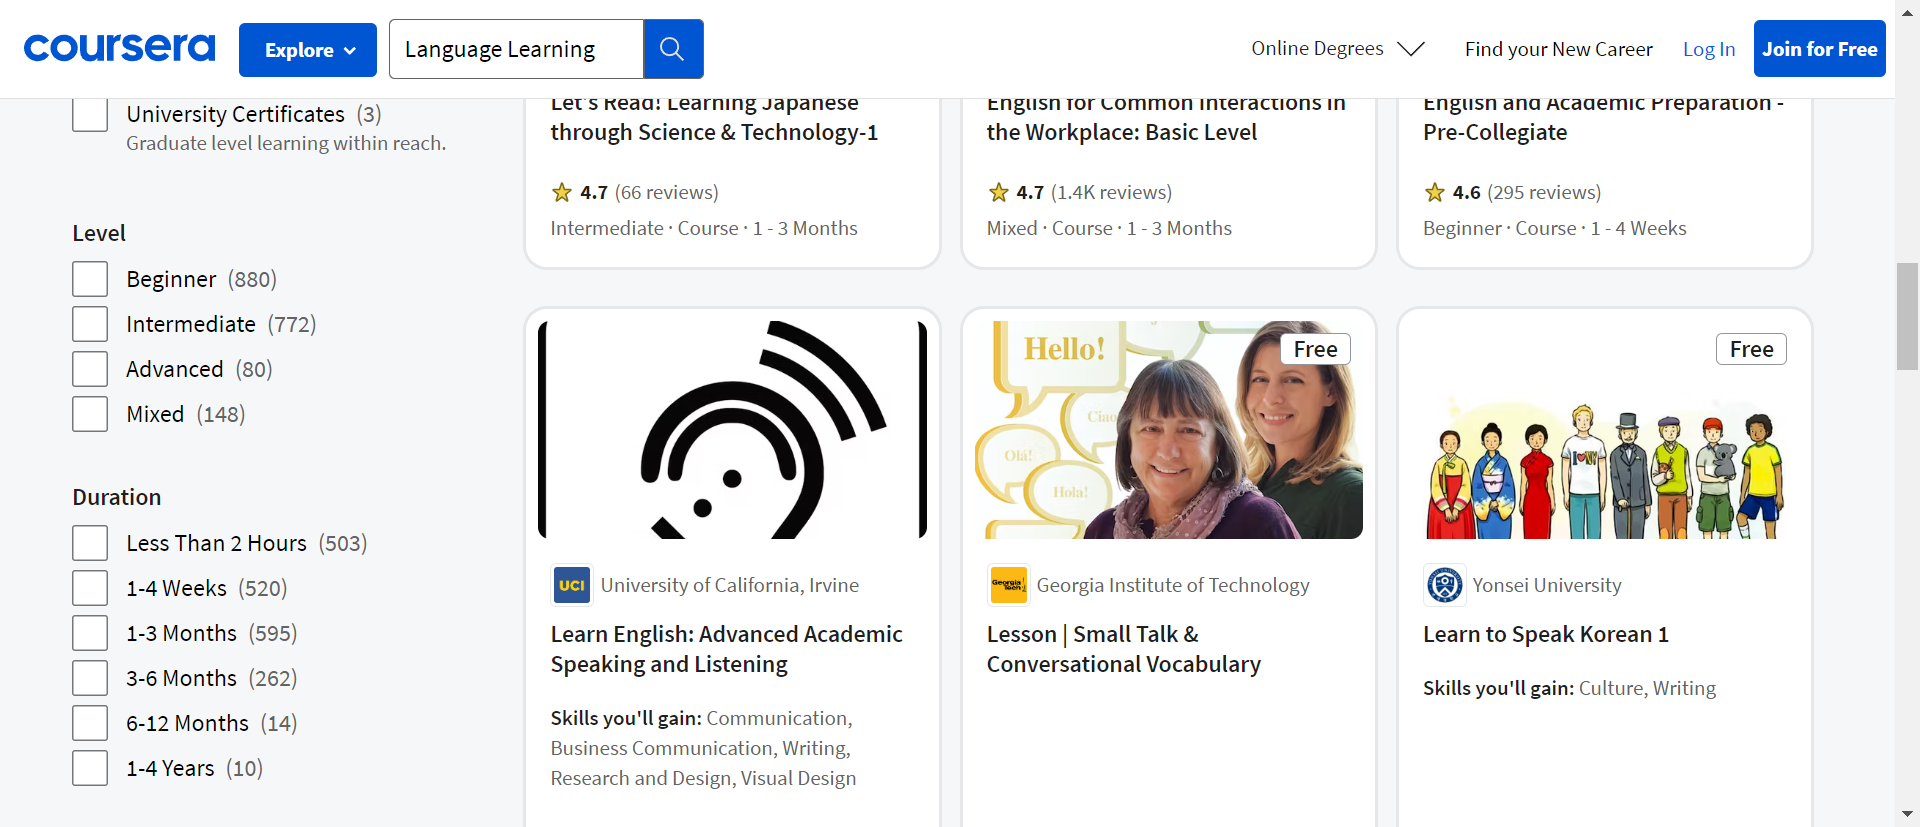 coursera
Explore
Language Learning
Online Degrees
Find your New Career
Log In
Join for Free
University Certificates (3)
Graduate level learning within reach.
Level
Beginner (880)
Intermediate (772)
Advanced (80)
Mixed (148)
Duration
Less Than 2 Hours (503)
1-4 Weeks (520)
1-3 Months (595)
3-6 Months (262)
6-12 Months (14)
1-4 Years (10)
Let's Read! Learning Japanese
through Science & Technology-1
4.7 (66 reviews)
Intermediate · Course · 1 - 3 Months
English for Common Interactions in
the Workplace: Basic Level
4.7 (1.4K reviews)
Mixed · Course · 1 - 3 Months
English and Academic Preparation -
Pre-Collegiate
4.6 (295 reviews)
Beginner · Course · 1 - 4 Weeks
UCI
University of California, Irvine
Learn English: Advanced Academic
Speaking and Listening
Skills you'll gain: Communication,
Business Communication, Writing,
Research and Design, Visual Design
Hello!
Free
Ciao
Olá!
Hola!
Georgia
Tech
Georgia Institute of Technology
Lesson | Small Talk &
Conversational Vocabulary
Free
I ♥ NY
Yonsei University
Learn to Speak Korean 1
Skills you'll gain: Culture, Writing